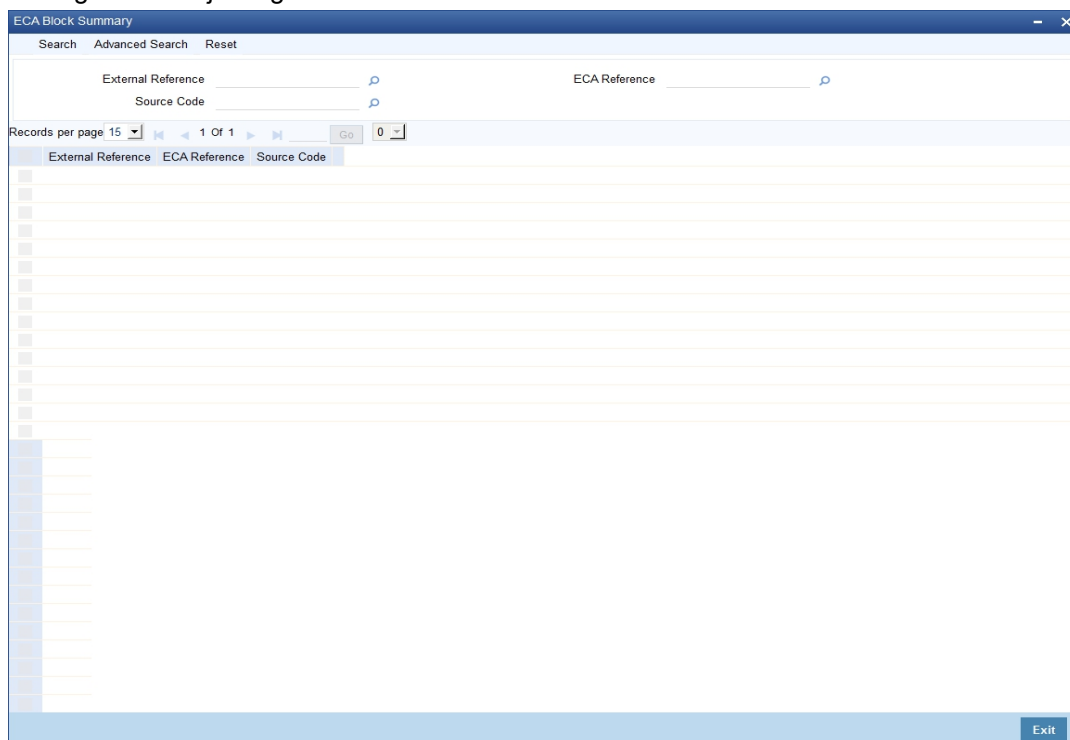 ECA Block Summary
Search Advanced Search Reset
External Reference ECA Reference
Source Code
Records per page 15 1 Of 1 Go 0
External Reference ECA Reference Source Code
Exit